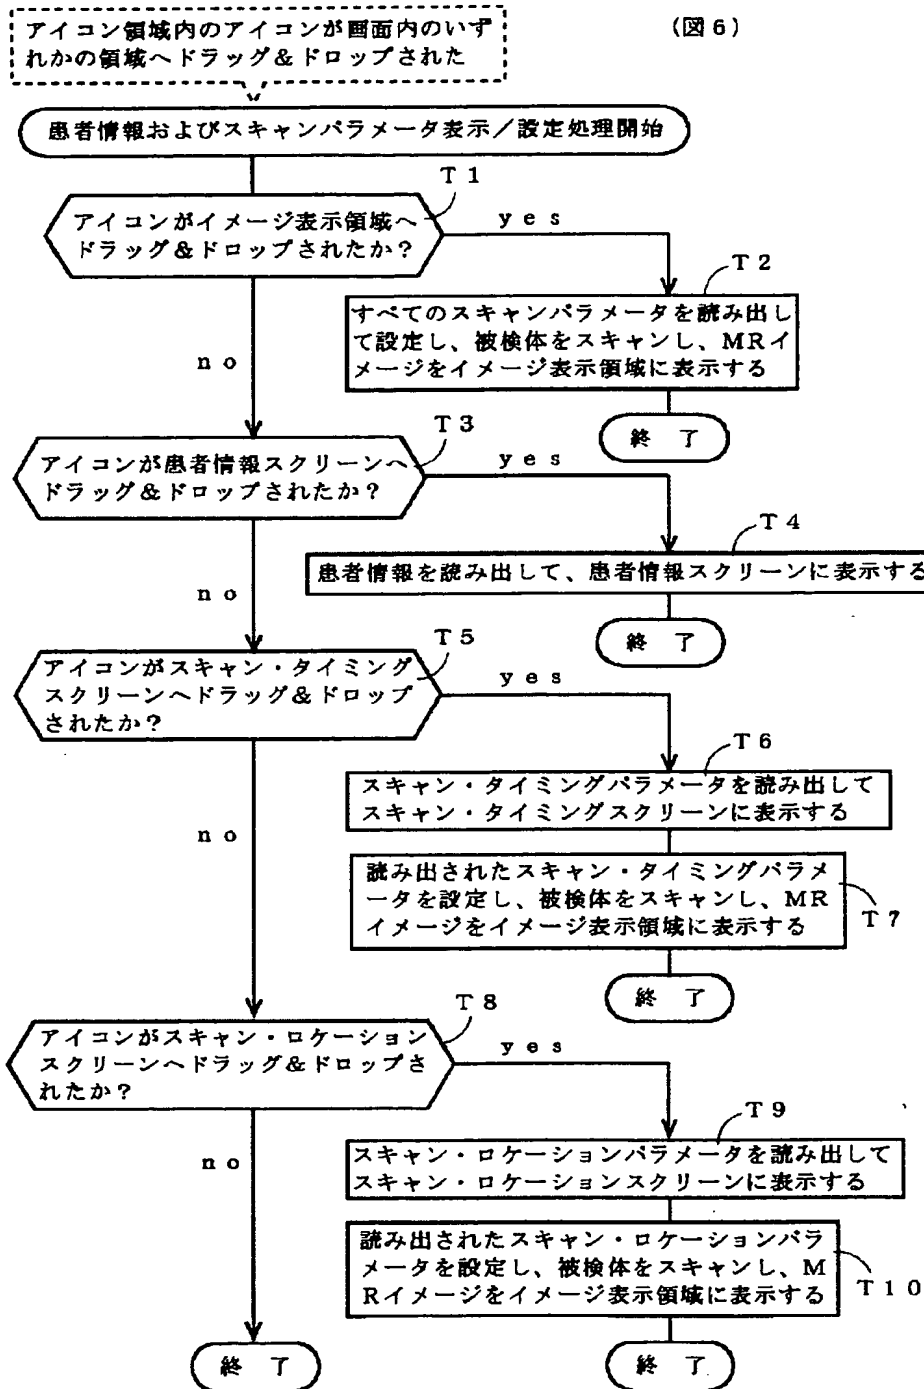 アイコン領域内のアイコンが画面内のいず
れかの領域へドラッグ&ドロップされた
(図6)
患者情報およびスキャンパラメータ表示/設定処理開始
T1
アイコンがイメージ表示領域へ
ドラッグ&ドロップされたか?
yes
T2
すべてのスキャンパラメータを読み出し
て設定し、被検体をスキャンし、MRイ
メージをイメージ表示領域に表示する
no
終 了
T3
アイコンが患者情報スクリーンへ
ドラッグ&ドロップされたか?
yes
T4
患者情報を読み出して、患者情報スクリーンに表示する
no
終 了
T5
アイコンがスキャン・タイミング
スクリーンへドラッグ&ドロップ
されたか?
yes
T6
スキャン・タイミングパラメータを読み出して
スキャン・タイミングスクリーンに表示する
no
読み出されたスキャン・タイミングパラメ
ータを設定し、被検体をスキャンし、MR
イメージをイメージ表示領域に表示する
T7
終 了
T8
アイコンがスキャン・ロケーション
スクリーンへドラッグ&ドロップさ
れたか?
yes
T9
スキャン・ロケーションパラメータを読み出して
スキャン・ロケーションスクリーンに表示する
no
読み出されたスキャン・ロケーションパラ
メータを設定し、被検体をスキャンし、M
Rイメージをイメージ表示領域に表示する
T10
終 了
終 了